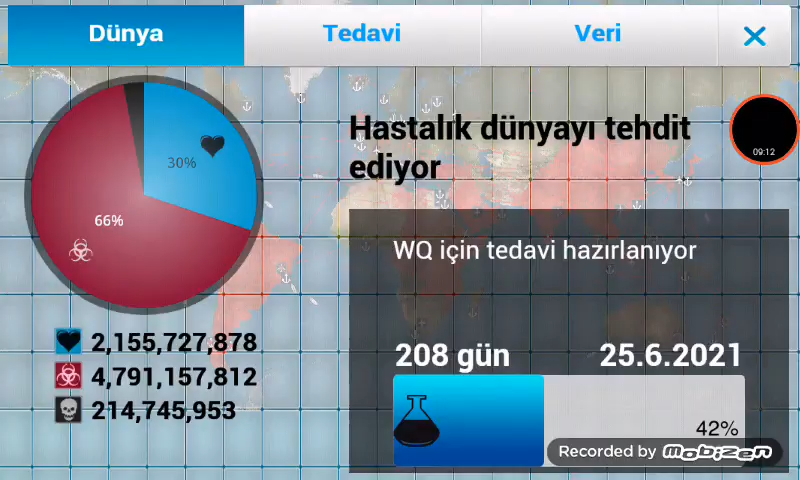 Dünya
Tedavi
Veri
30%
66%
2,155,727,878
4,791,157,812
214,745,953
Hastalık dünyayı tehdit
ediyor
09:12
WQ için tedavi hazırlanıyor
208 gün
25.6.2021
42%
Recorded by Mobizen